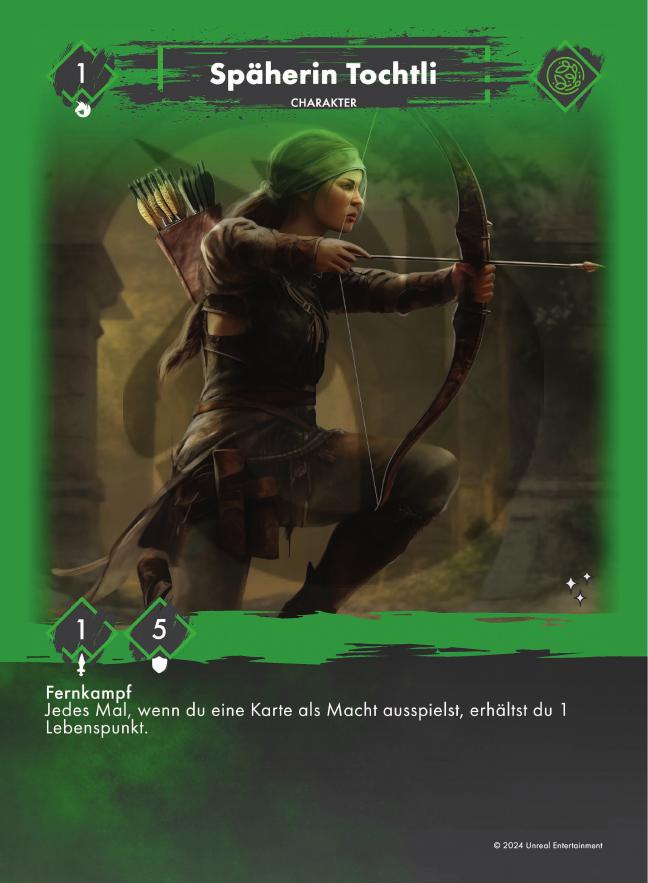 1
Späherin Tochtli
CHARAKTER
1
5
Fernkampf
Jedes Mal, wenn du eine Karte als Macht ausspielst, erhältst du 1
Lebenspunkt.
© 2024 Unreal Entertainment